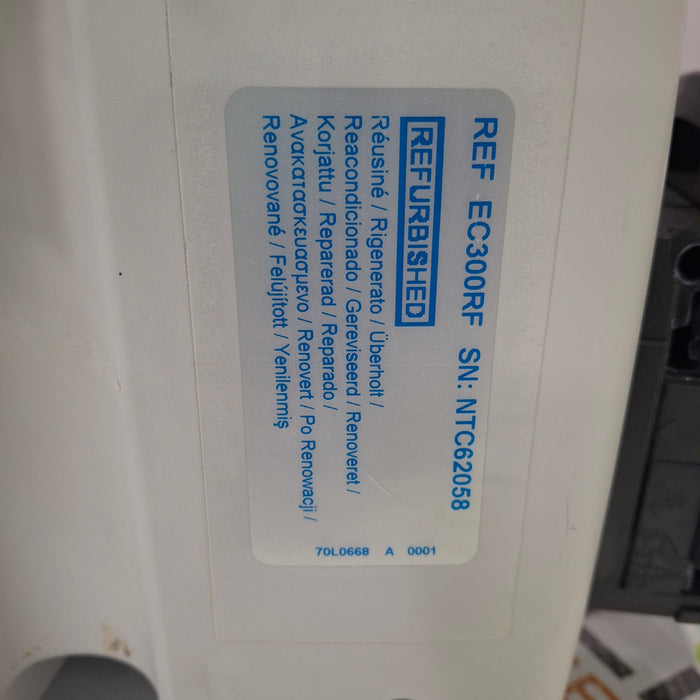 REF EC300RF SN: NTC62058
REFURBISHED
Réusiné / Rigenerato / Überholt /
Reacondicionado / Gereviseerd / Renoveret /
Korjattu / Reparerad / Reparado /
Ανακατασκευασμενο / Renovert / Po Renowacji /
Renovované / Felújított / Yenilenmiş
70L0668 A 0001